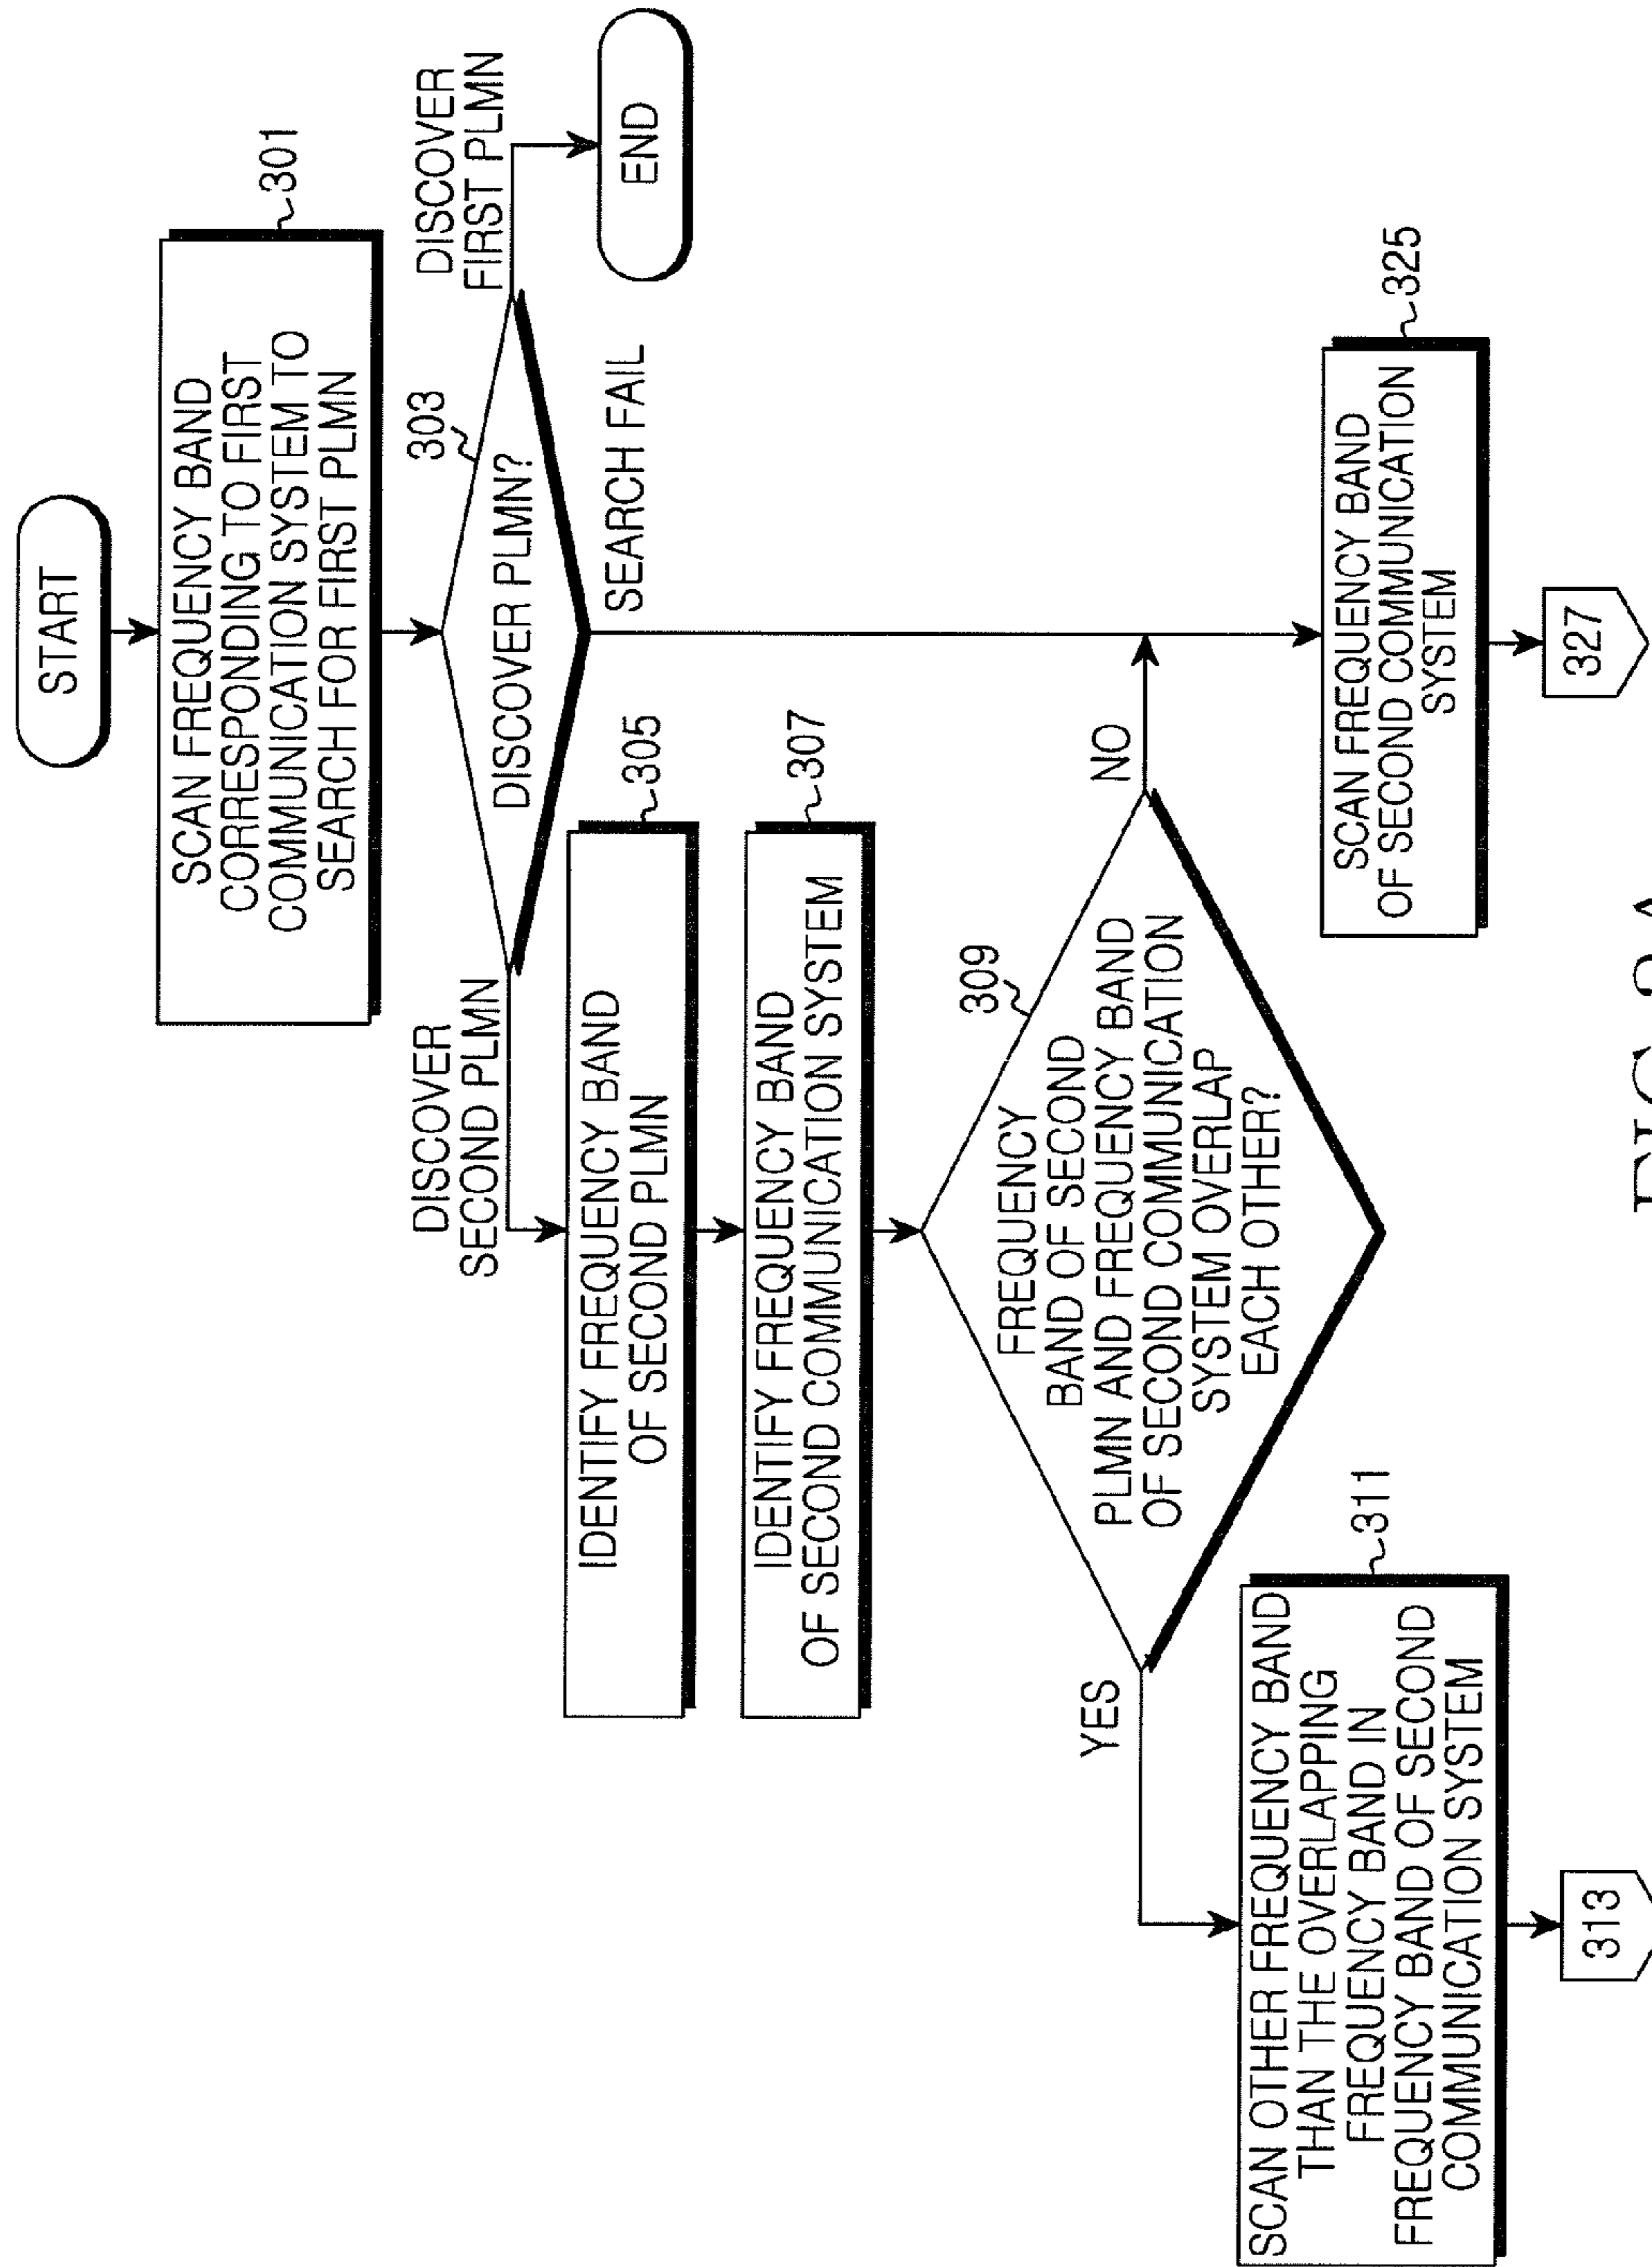 START
SCAN FREQUENCY BAND
CORRESPONDING TO FIRST
COMMUNICATION SYSTEM TO
SEARCH FOR FIRST PLMN
301
303
DISCOVER PLMN?
DISCOVER
FIRST PLMN
END
SEARCH FAIL
DISCOVER
SECOND PLMN
IDENTIFY FREQUENCY BAND
OF SECOND PLMN
305
IDENTIFY FREQUENCY BAND
OF SECOND COMMUNICATION SYSTEM
307
309
FREQUENCY
BAND OF SECOND
PLMN AND FREQUENCY BAND
OF SECOND COMMUNICATION
SYSTEM OVERLAP
EACH OTHER?
NO
YES
SCAN OTHER FREQUENCY BAND
THAN THE OVERLAPPING
FREQUENCY BAND IN
FREQUENCY BAND OF SECOND
COMMUNICATION SYSTEM
311
313
SCAN FREQUENCY BAND
OF SECOND COMMUNICATION
SYSTEM
325
327